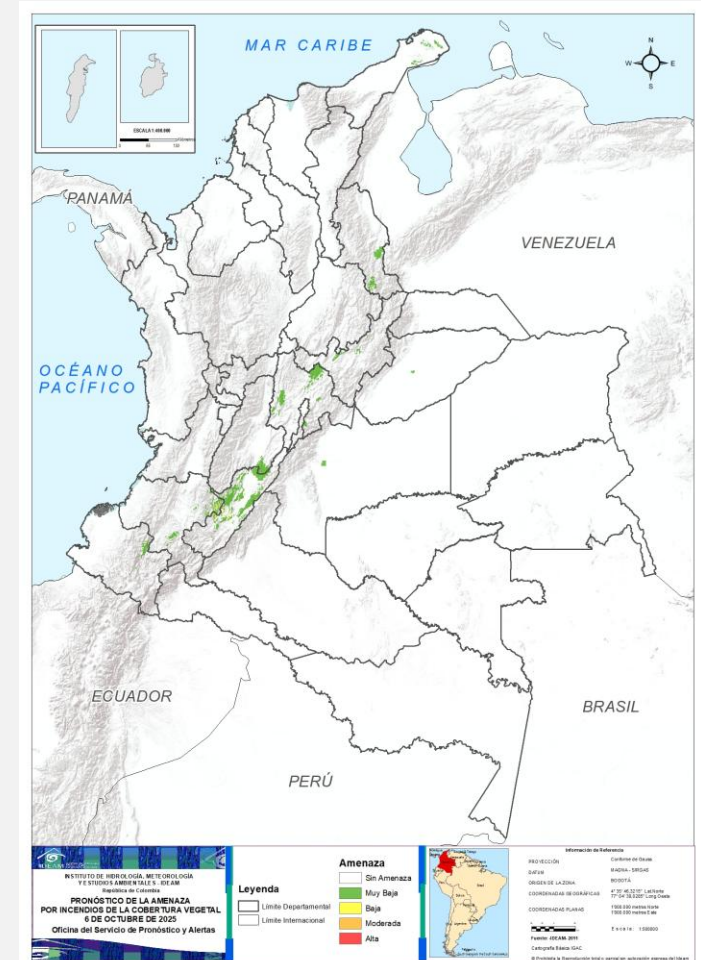 MAR CARIBE
N
W
E
S
ESCALA 1:400.000
PANAMÁ
VENEZUELA
OCÉANO
PACÍFICO
ECUADOR
BRASIL
PERÚ
IDEAM
INSTITUTO DE HIDROLOGÍA, METEOROLOGÍA
Y ESTUDIOS AMBIENTALES - IDEAM
República de Colombia
PRONÓSTICO DE LA AMENAZA
POR INCENDIOS DE LA COBERTURA VEGETAL
6 DE OCTUBRE DE 2025
Oficina del Servicio de Pronóstico y Alertas
Leyenda
Límite Departamental
Límite Internacional
Amenaza
Sin Amenaza
Muy Baja
Baja
Moderada
Alta
Información de Referencia
PROYECCIÓN Conforme de Gauss
DATUM MAGNA - SIRGAS
ORIGEN DE LA ZONA BOGOTÁ
COORDENADAS GEOGRÁFICAS
COORDENADAS PLANAS 1'000.000 metros Norte
1'000.000 metros Este
Cartografía Básica IGAC